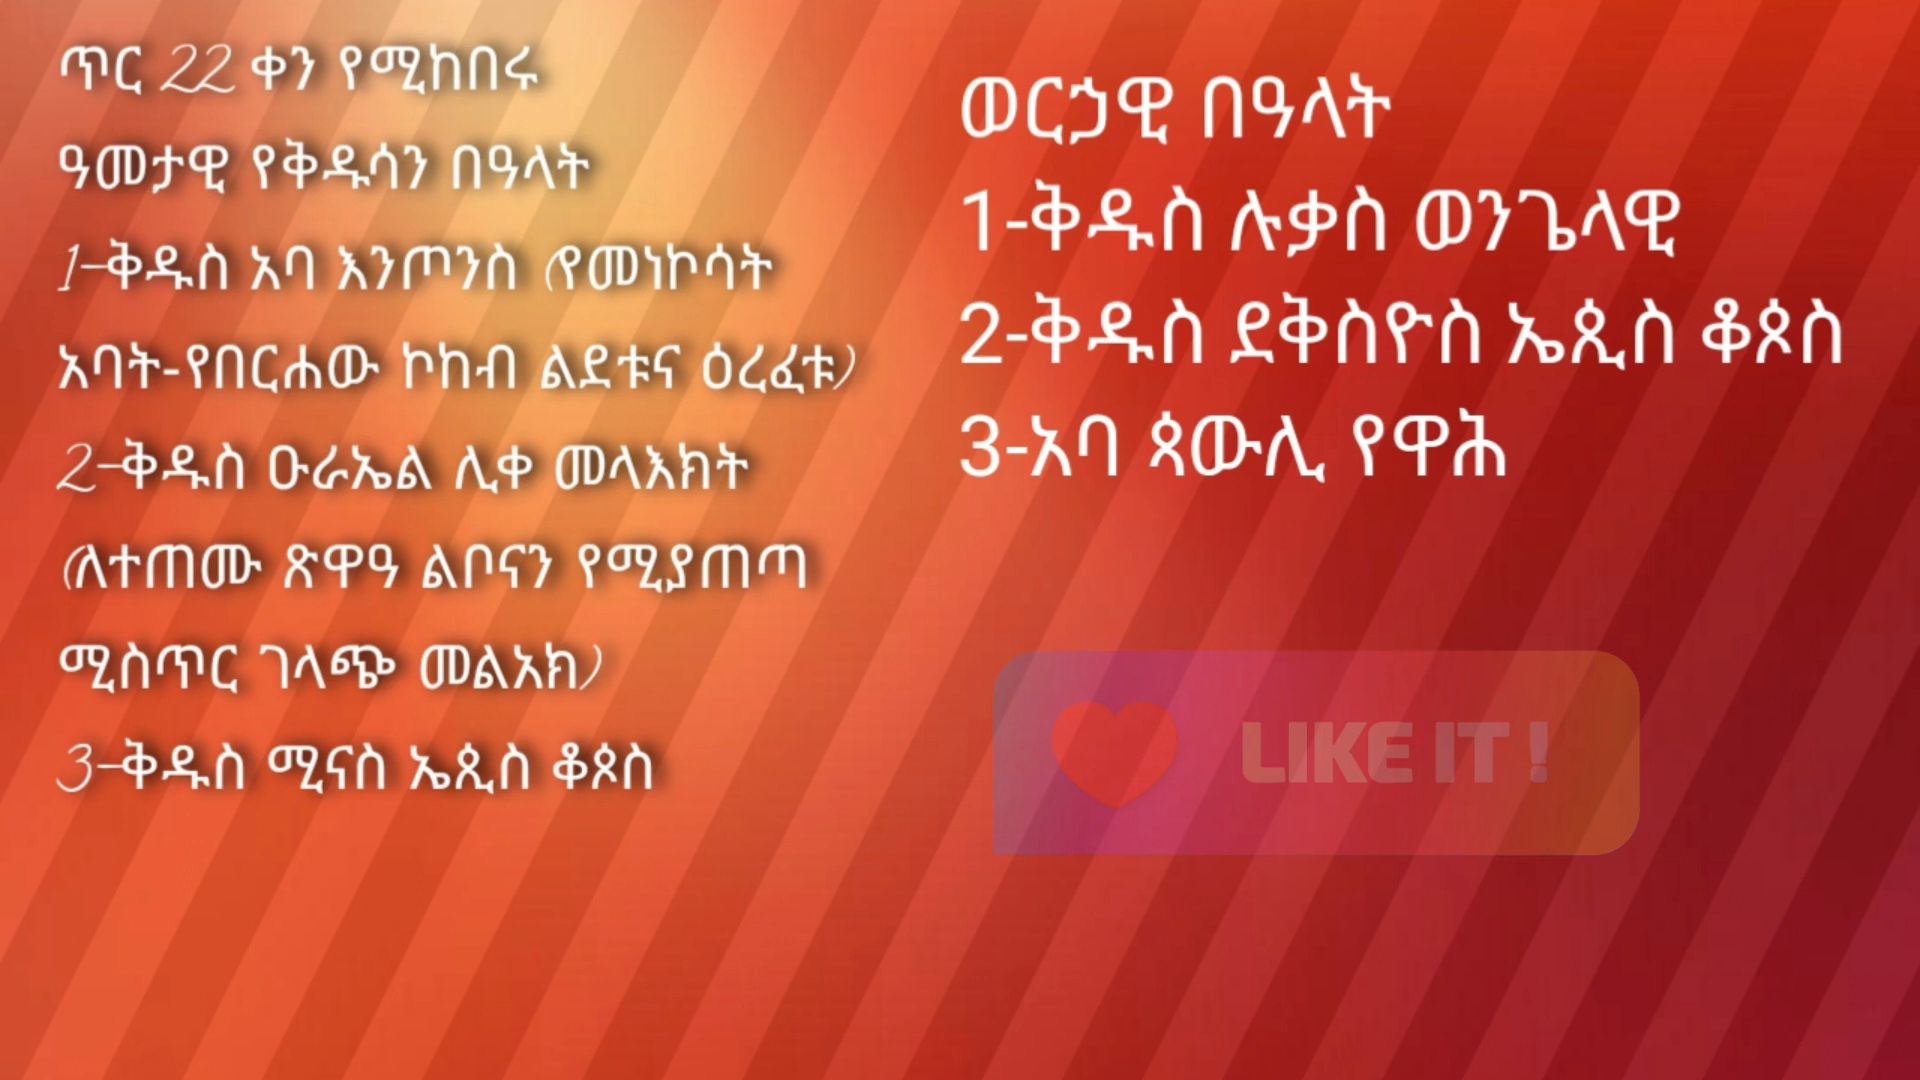 ጥር 22 ቀን የሚከበሩ
ዓመታዊ የቅዱሳን በዓላት
1-ቅዱስ አባ እንጦንስ (የመነኮሳት
አባት-የበርሐው ኮከብ ልደቱና ዕረፈቱ)
2-ቅዱስ ዑራኤል ሊቀ መላእክት
(ለተጠሙ ጽዋዓ ልቦናን የሚያጠጣ
ሚስጥር ገላጭ መልአክ)
3-ቅዱስ ሚናስ ኤጲስ ቆጶስ
ወርኃዊ በዓላት
1-ቅዱስ ሉቃስ ወንጌላዊ
2-ቅዱስ ደቅስዮስ ኤጲስ ቆጶስ
3-አባ ጳውሊ የዋሕ
LIKE IT !